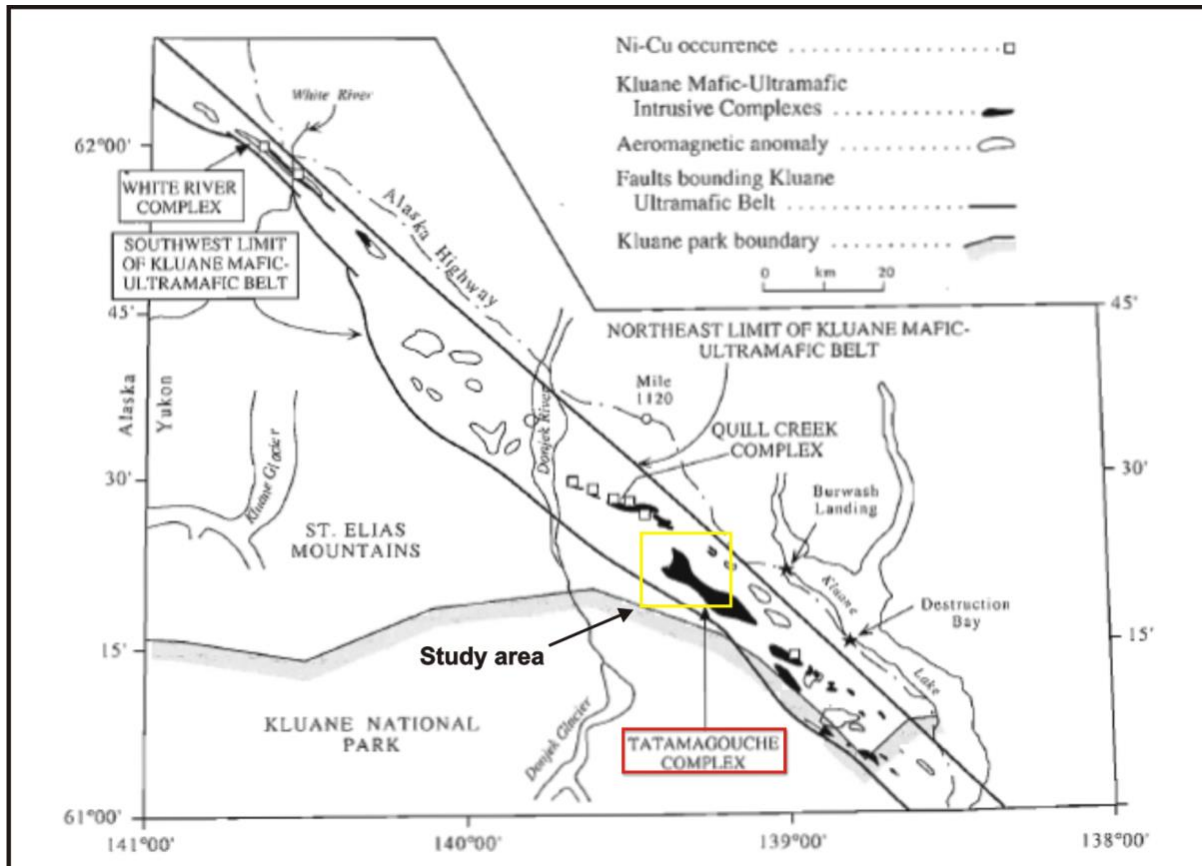 Ni-Cu occurrence
Kluane Mafic-Ultramafic
Intrusive Complexes
Aeromagnetic anomaly
Faults bounding Kluane
Ultramafic Belt
Kluane park boundary
0 km 20
White River
62°00'
WHITE RIVER
COMPLEX
SOUTHWEST LIMIT
OF KLUANE MAFIC-
ULTRAMAFIC BELT
Alaska Highway
45'
45'
NORTHEAST LIMIT OF KLUANE MAFIC-
ULTRAMAFIC BELT
Alaska
Yukon
Mile
1120
Donjek River
QUILL CREEK
COMPLEX
30'
30'
Kluane Glacier
Burwash
Landing
ST. ELIAS
MOUNTAINS
Kluane
Lake
Destruction
Bay
Study area
15'
15'
KLUANE NATIONAL
PARK
Donjek Glacier
TATAMAGOUCHE
COMPLEX
61°00'
141°00'
140°00'
139°00'
138°00'